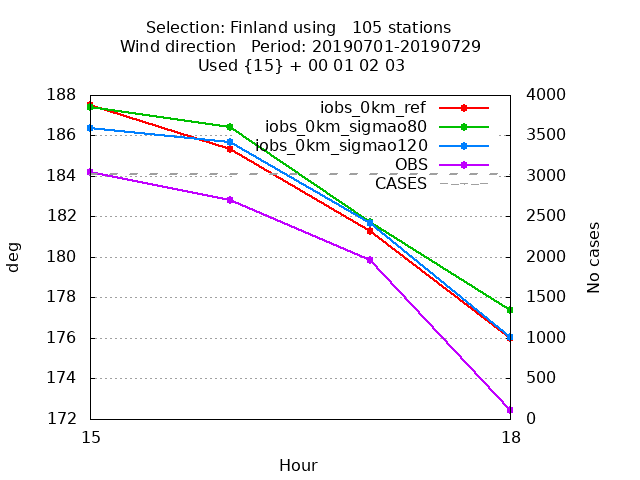 Selection: Finland using   105 stations
Wind direction   Period: 20190701-20190729
Used {15} + 00 01 02 03
188
186
184
182
180
178
176
174
172
4000
3500
3000
2500
2000
1500
1000
500
0
iobs_0km_ref
iobs_0km_sigmao80
iobs_0km_sigmao120
OBS
CASES
deg
No cases
15
18
Hour